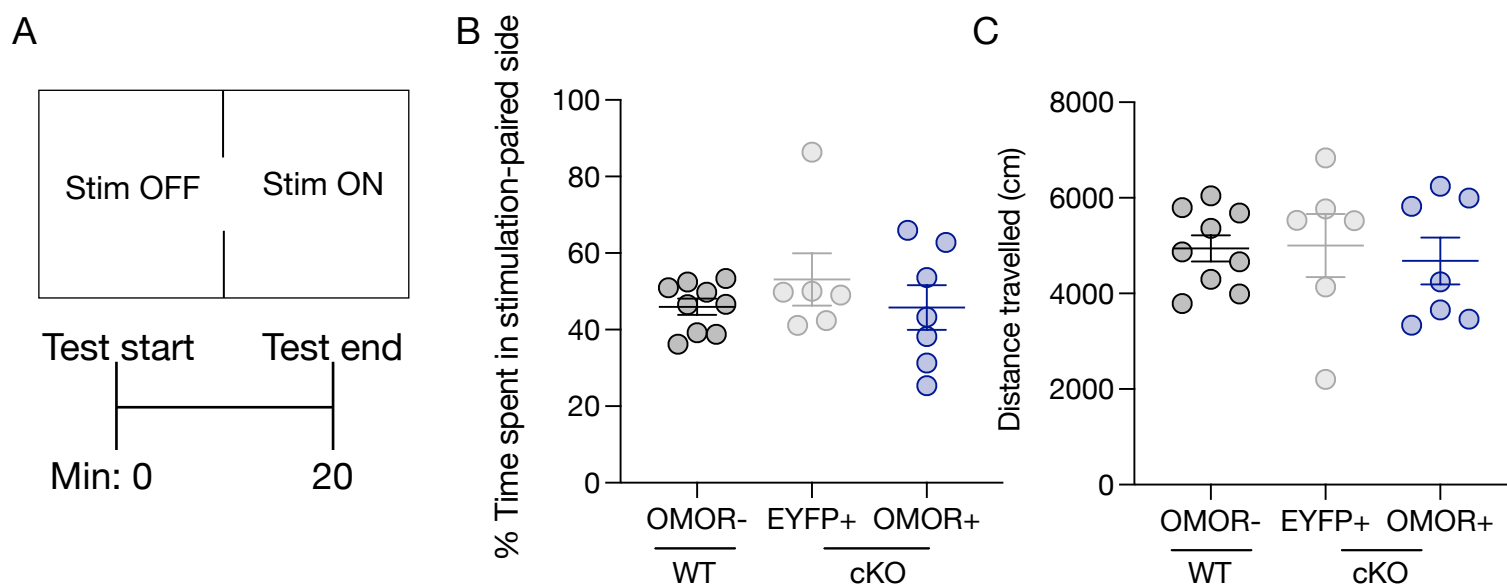 A
Stim OFF
Stim ON
Test start
Test end
Min: 0
20
B
% Time spent in stimulation-paired side
100
80
60
40
20
0
OMOR-
EYFP+
OMOR+
WT
cKO
C
Distance travelled (cm)
8000
6000
4000
2000
0
OMOR-
EYFP+
OMOR+
WT
cKO